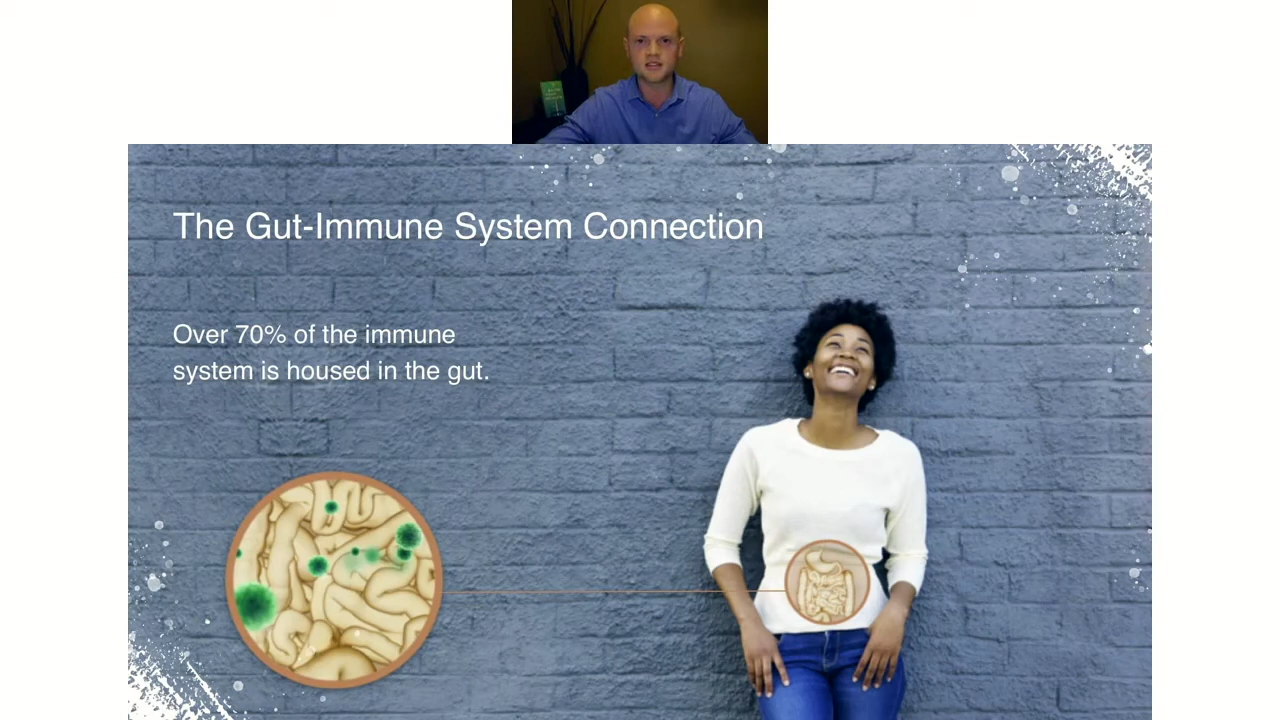 The Gut-Immune System Connection
Over 70% of the immune
system is housed in the gut.